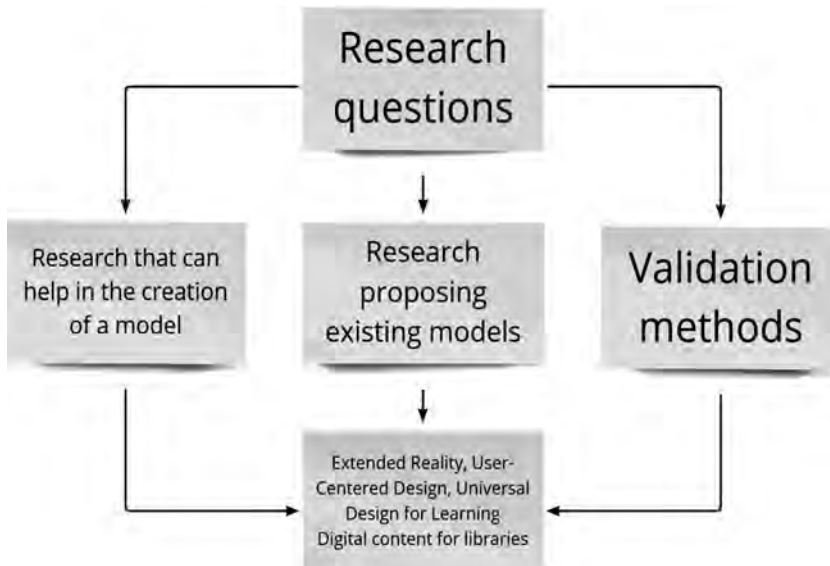 Research
questions
Research that can
help in the creation
of a model
Research
proposing
existing models
Validation
methods
Extended Reality, User-
Centered Design, Universal
Design for Learning
Digital content for libraries